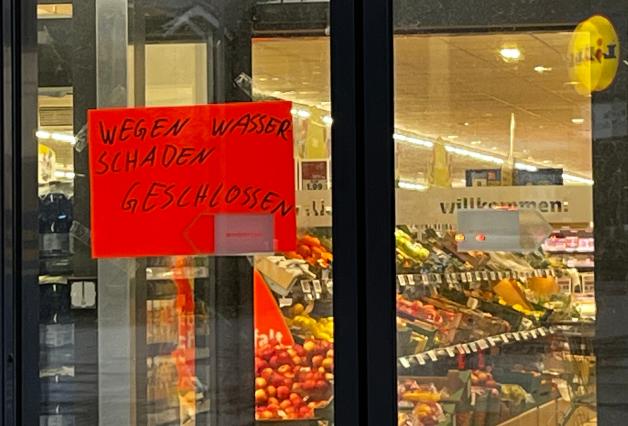 WEGEN WASSER
SCHADEN
GESCHLOSSEN
willkommen.
1.99